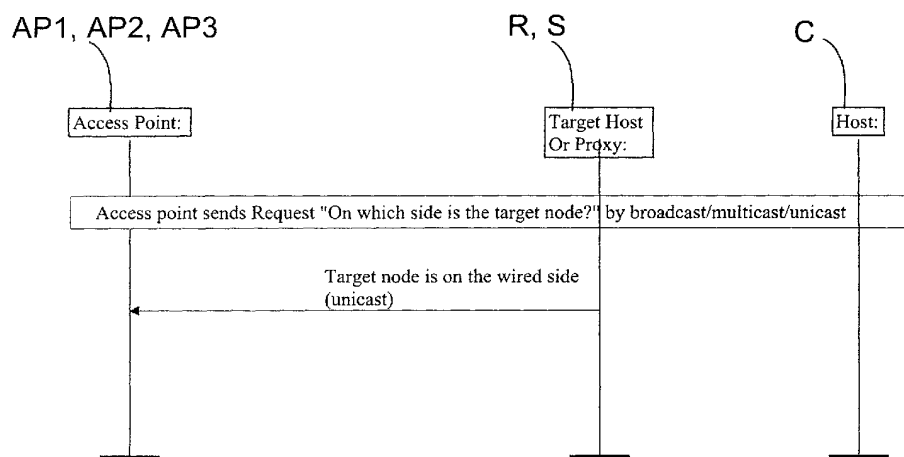 AP1, AP2, AP3
R, S
C
Access Point:
Target Host
Or Proxy:
Host:
Access point sends Request "On which side is the target node?" by broadcast/multicast/unicast
Target node is on the wired side
(unicast)